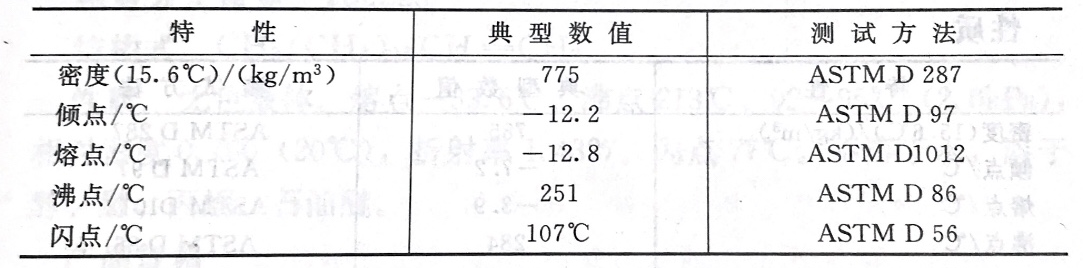 特 性 典型数值 测试方法
密度(15.6℃)/(kg/m³) 775 ASTM D 287
倾点/℃ −12.2 ASTM D 97
熔点/℃ −12.8 ASTM D1012
沸点/℃ 251 ASTM D 86
闪点/℃ 107℃ ASTM D 56